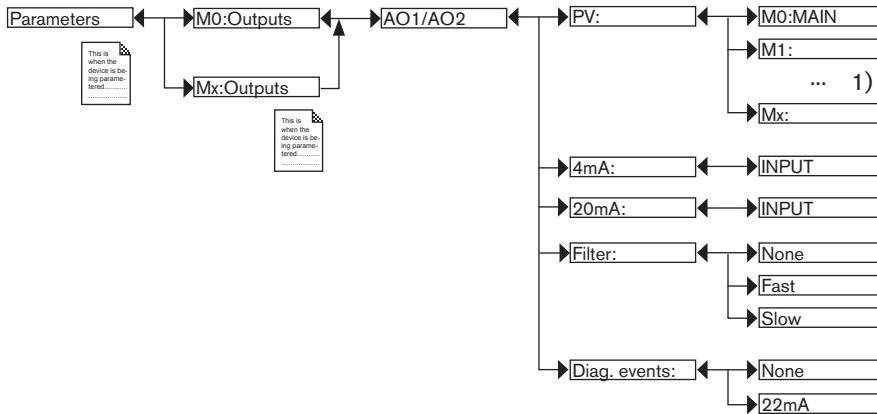 Parameters
M0:Outputs
AO1/AO2
PV:
M0:MAIN
M1:
... 1)
Mx:
This is
when the
device is be-
ing parame-
tered............
......................
Mx:Outputs
This is
when the
device is be-
ing parame-
tered............
......................
4mA:
INPUT
20mA:
INPUT
Filter:
None
Fast
Slow
Diag. events:
None
22mA